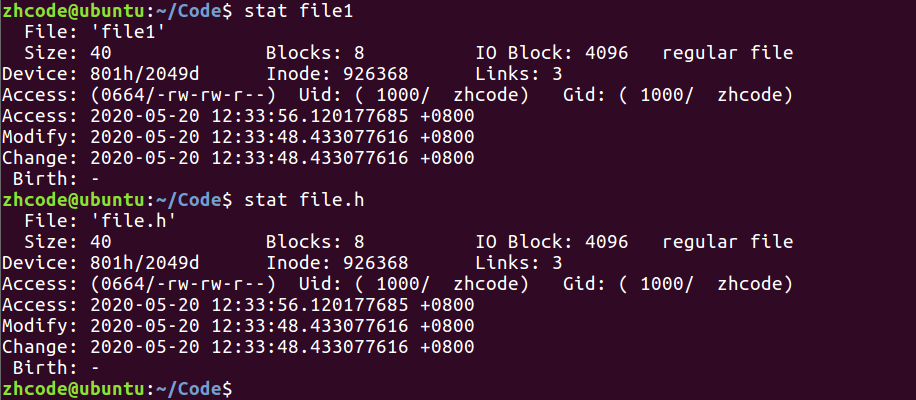 zhcode@ubuntu:~/Code$ stat file1
  File: 'file1'
  Size: 40              Blocks: 8          IO Block: 4096   regular file
Device: 801h/2049d      Inode: 926368      Links: 3
Access: (0664/-rw-rw-r--)  Uid: ( 1000/  zhcode)   Gid: ( 1000/  zhcode)
Access: 2020-05-20 12:33:56.120177685 +0800
Modify: 2020-05-20 12:33:48.433077616 +0800
Change: 2020-05-20 12:33:48.433077616 +0800
 Birth: -
zhcode@ubuntu:~/Code$ stat file.h
  File: 'file.h'
  Size: 40              Blocks: 8          IO Block: 4096   regular file
Device: 801h/2049d      Inode: 926368      Links: 3
Access: (0664/-rw-rw-r--)  Uid: ( 1000/  zhcode)   Gid: ( 1000/  zhcode)
Access: 2020-05-20 12:33:56.120177685 +0800
Modify: 2020-05-20 12:33:48.433077616 +0800
Change: 2020-05-20 12:33:48.433077616 +0800
 Birth: -
zhcode@ubuntu:~/Code$